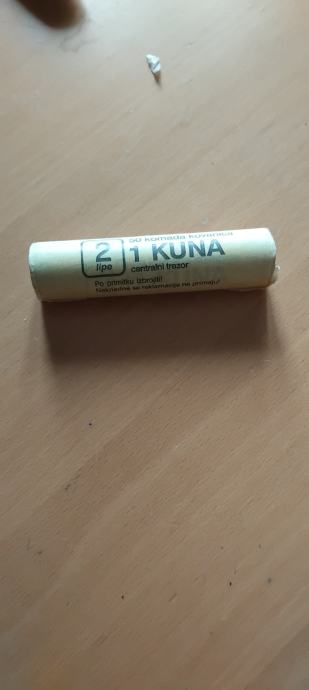 50 komada kovanica
2
lipe
1 KUNA
centralni trezor
Po primitku izbrojiti!
Naknadne se reklamacije ne primaju!